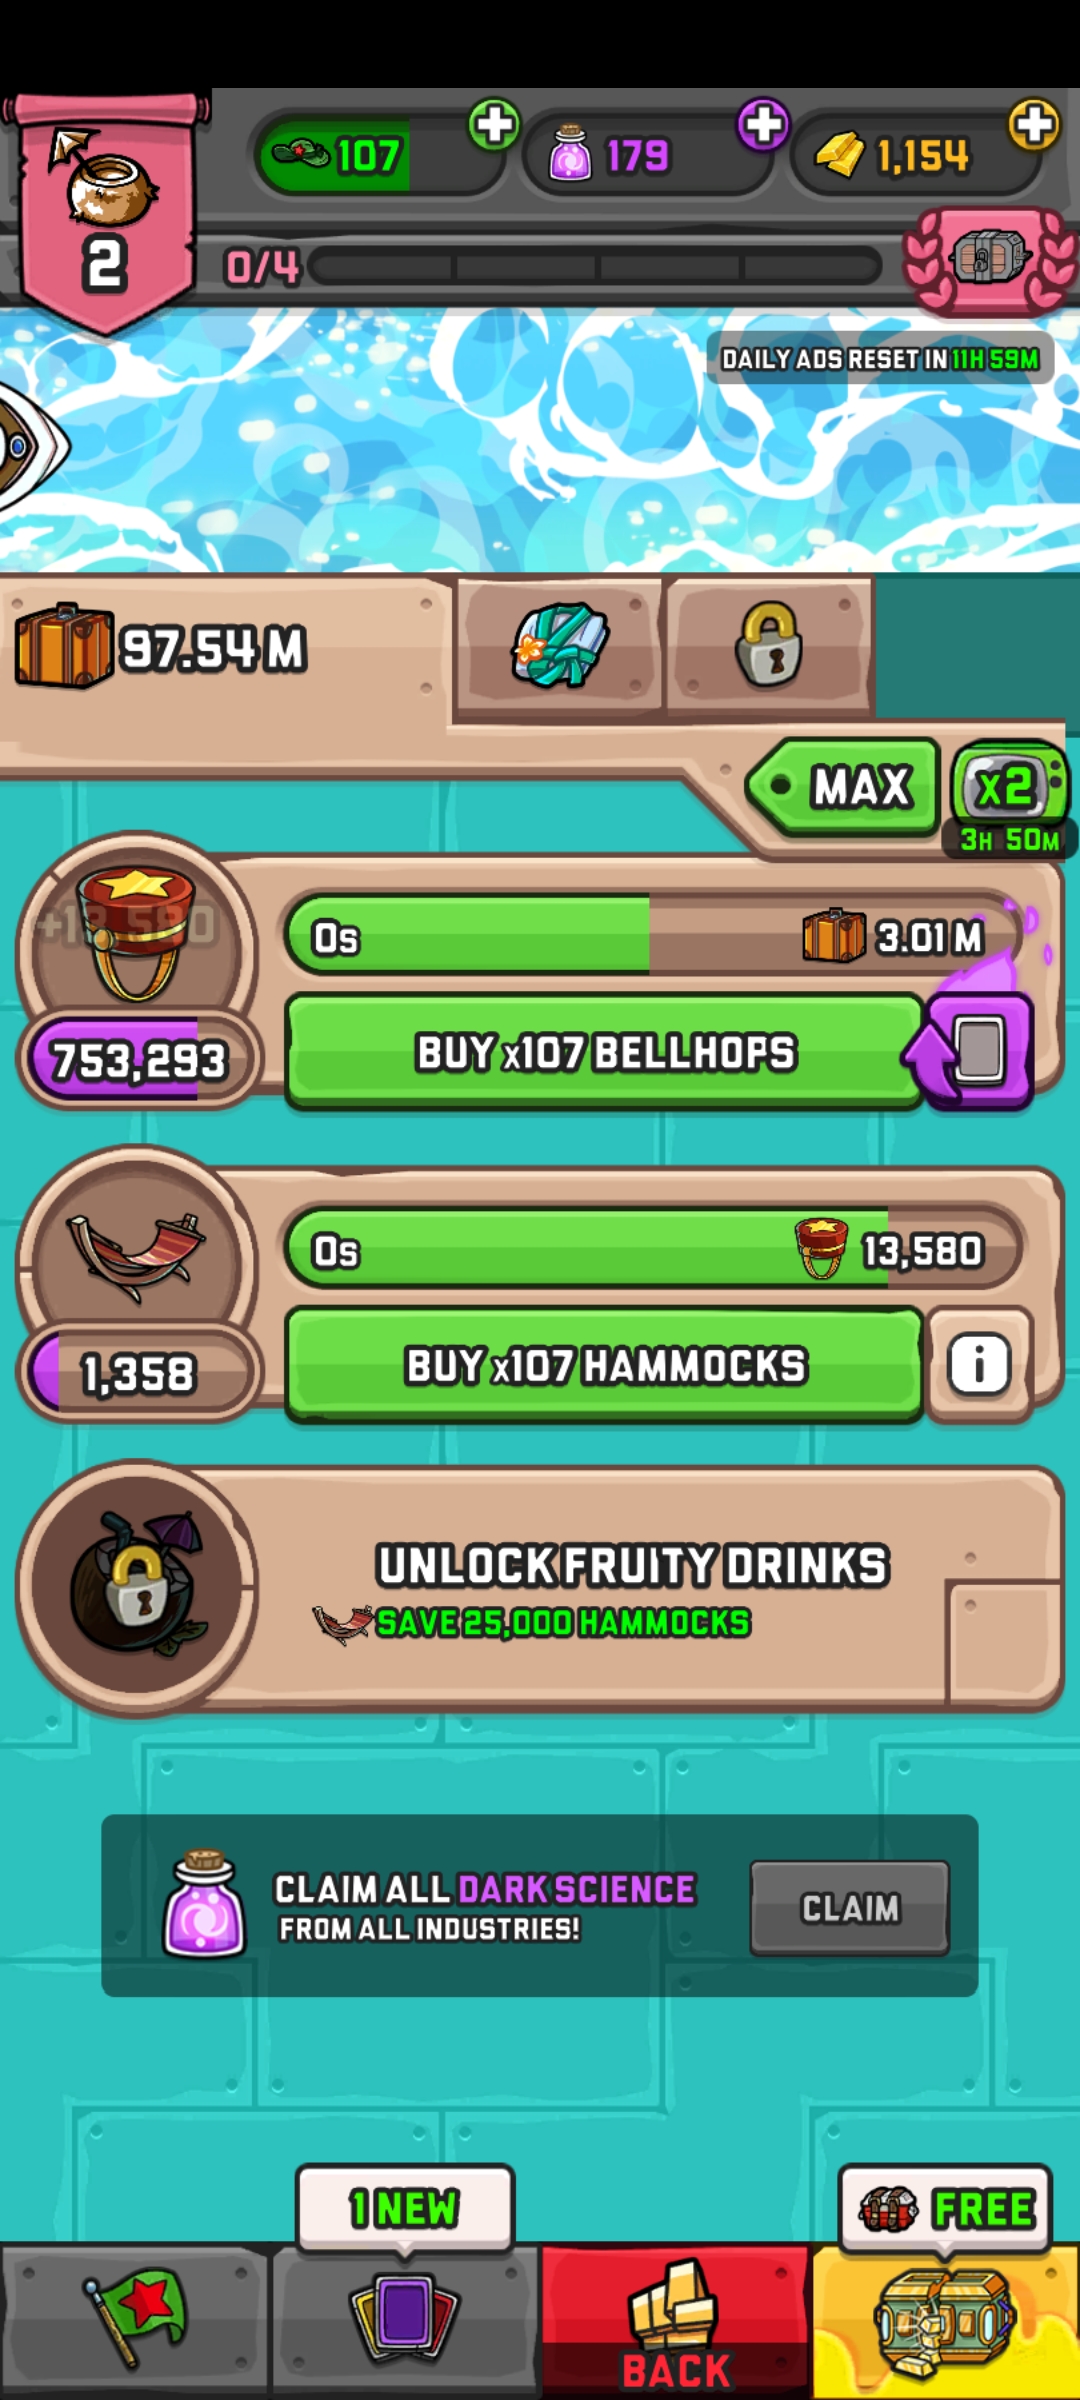 107
179
1,154
2
0/4
DAILY ADS RESET IN 11H 59M
97.54 M
MAX
x2
3H 50M
+13,580
0s
3.01 M
753,293
BUY x107 BELLHOPS
0s
13,580
1,358
BUY x107 HAMMOCKS
i
UNLOCK FRUITY DRINKS
SAVE 25,000 HAMMOCKS
CLAIM ALL DARK SCIENCE
FROM ALL INDUSTRIES!
CLAIM
1 NEW
FREE
BACK